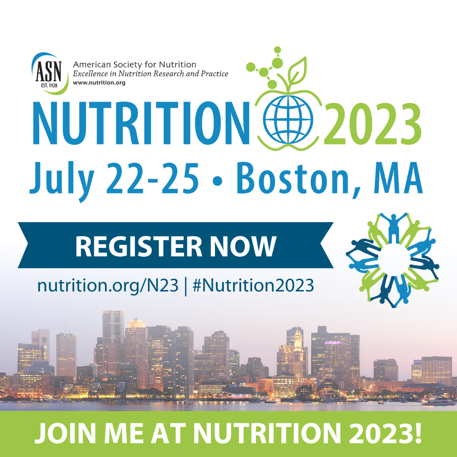 ASN
EST. 1928
American Society for Nutrition
Excellence in Nutrition Research and Practice
www.nutrition.org
NUTRITION 2023
July 22-25 • Boston, MA
REGISTER NOW
nutrition.org/N23 | #Nutrition2023
JOIN ME AT NUTRITION 2023!